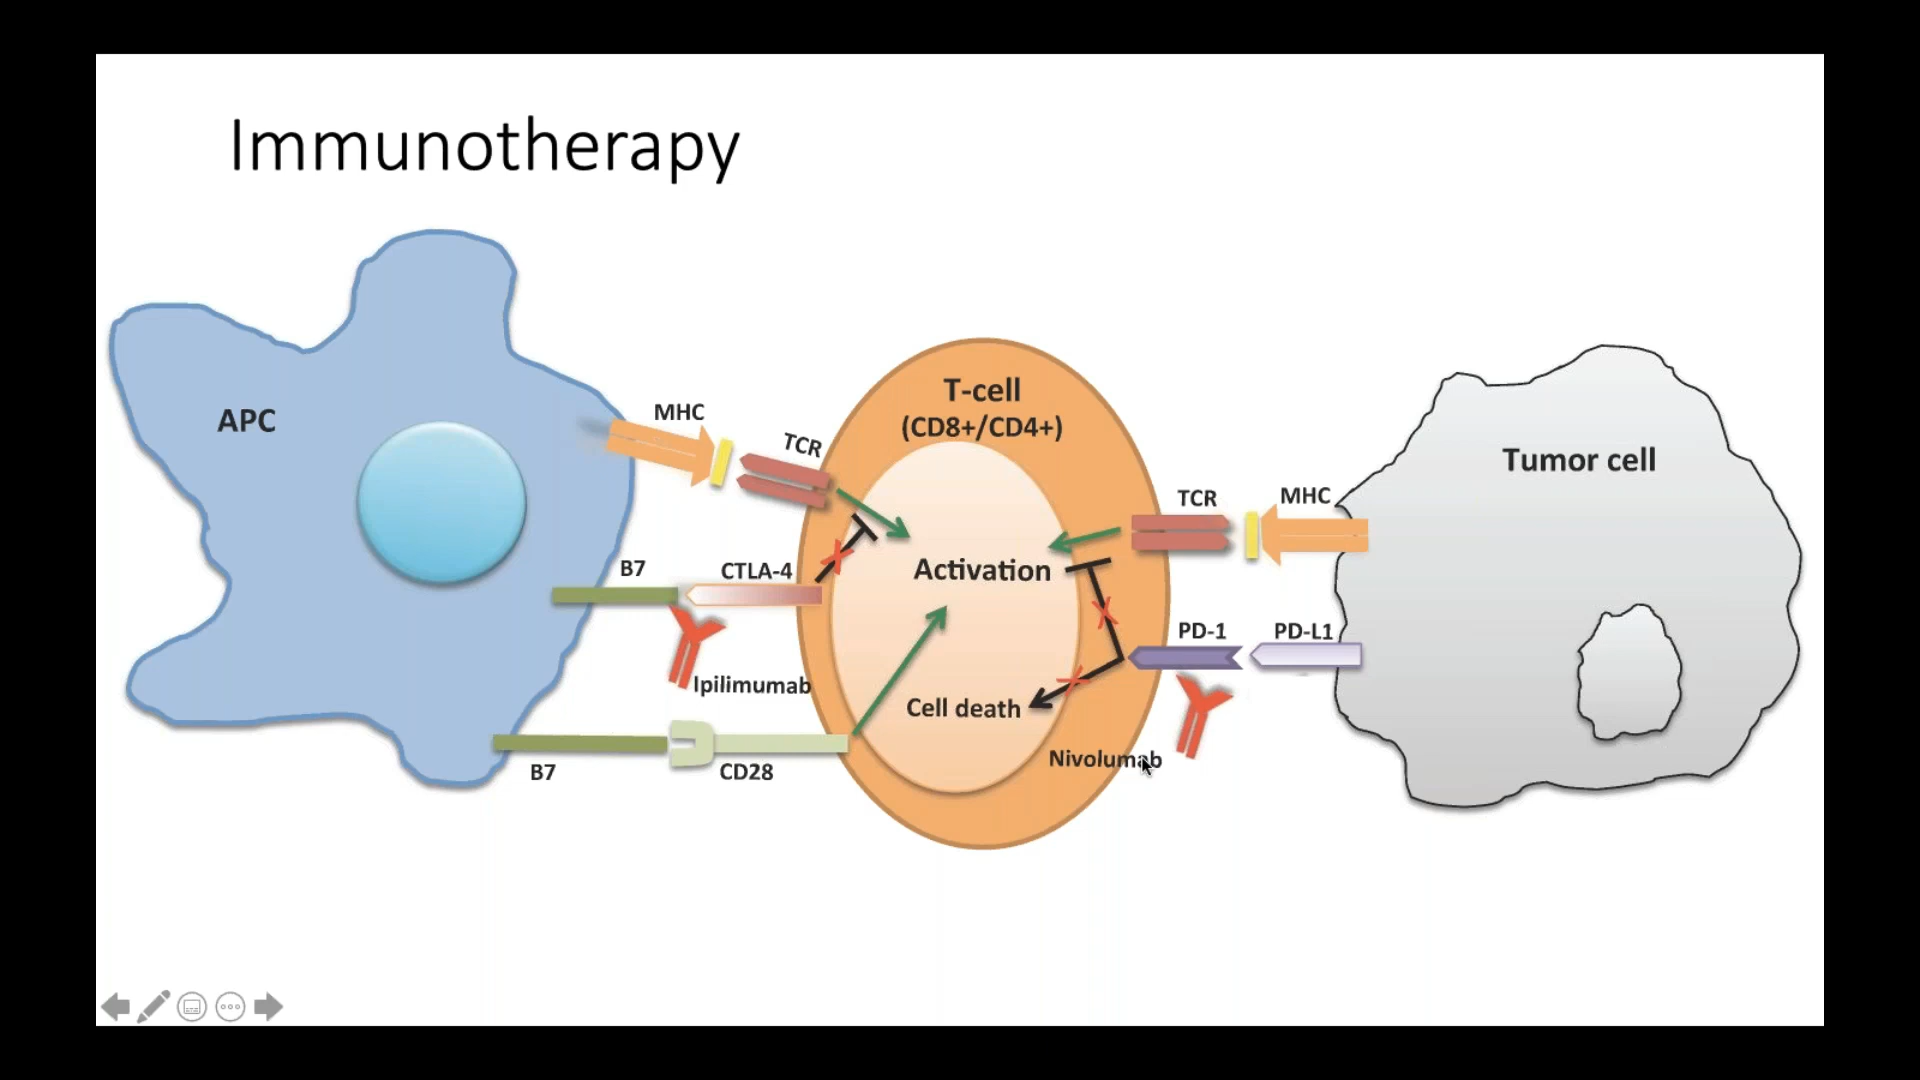 Immunotherapy
APC
MHC
TCR
T-cell
(CD8+/CD4+)
Tumor cell
TCR
MHC
B7
CTLA-4
Activation
PD-1
PD-L1
Ipilimumab
Cell death
Nivolumab
B7
CD28